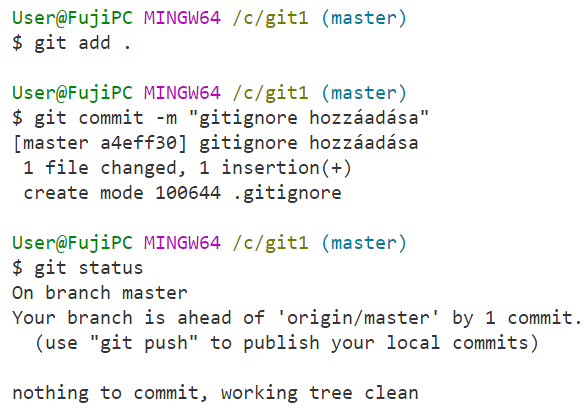 User@FujiPC MINGW64 /c/git1 (master)
$ git add .

User@FujiPC MINGW64 /c/git1 (master)
$ git commit -m "gitignore hozzáadása"
[master a4eff30] gitignore hozzáadása
 1 file changed, 1 insertion(+)
 create mode 100644 .gitignore

User@FujiPC MINGW64 /c/git1 (master)
$ git status
On branch master
Your branch is ahead of 'origin/master' by 1 commit.
  (use "git push" to publish your local commits)

nothing to commit, working tree clean